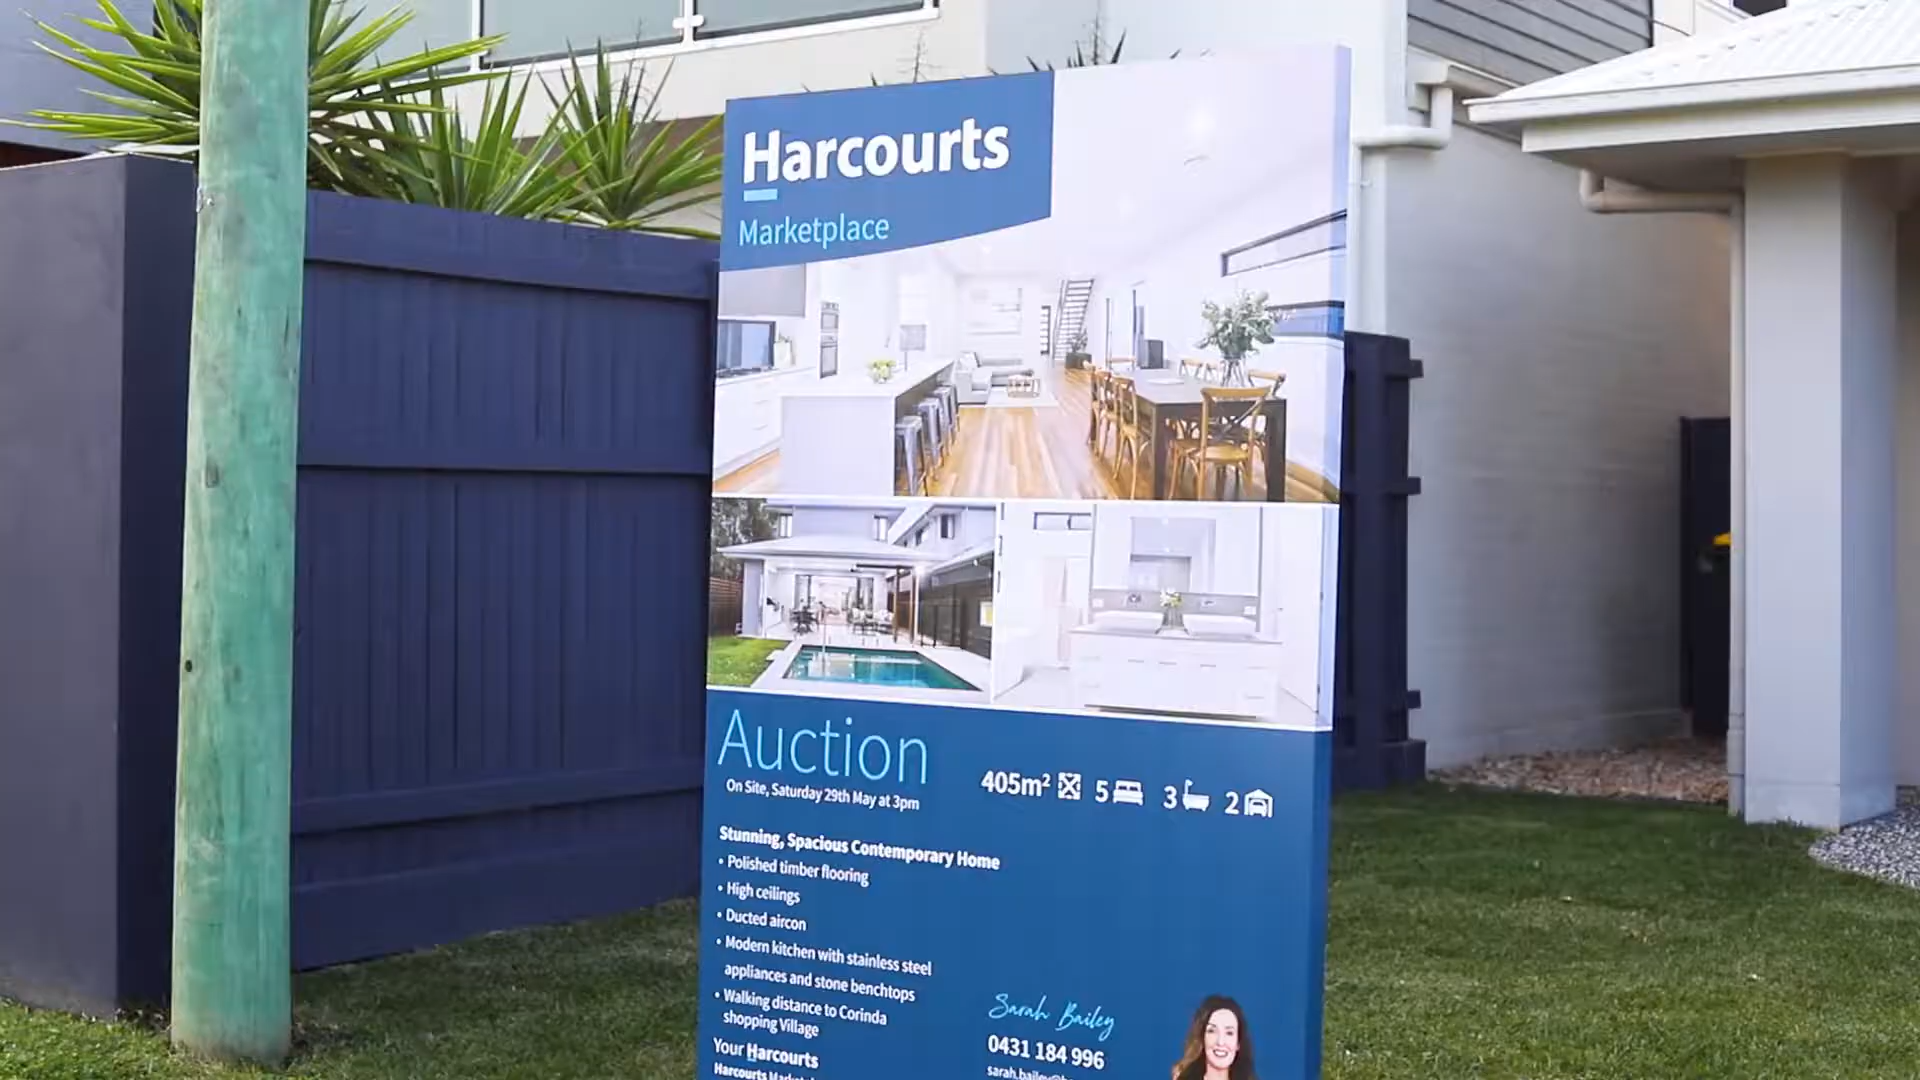 Harcourts
Marketplace
Auction
On Site, Saturday 29th May at 3pm
405m² 5 3 2
Stunning, Spacious Contemporary Home
• Polished timber flooring
• High ceilings
• Ducted aircon
• Modern kitchen with stainless steel
appliances and stone benchtops
• Walking distance to Corinda
shopping Village
Your Harcourts
Harcourts
Sarah Bailey
0431 184 996